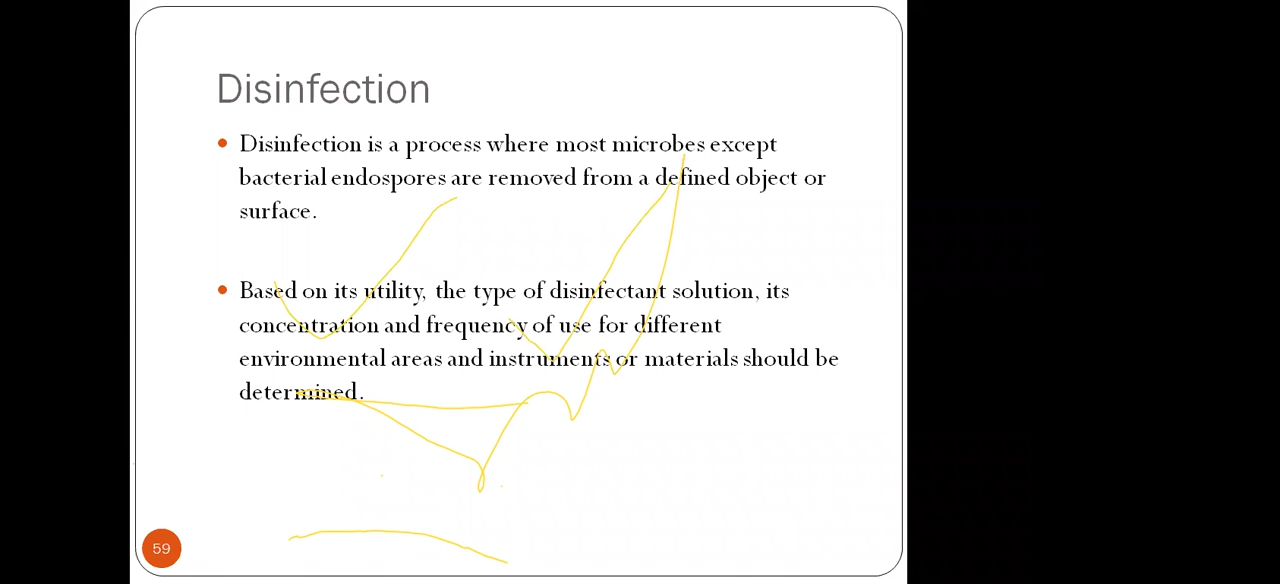 Disinfection
Disinfection is a process where most microbes except
bacterial endospores are removed from a defined object or
surface.
Based on its utility, the type of disinfectant solution, its
concentration and frequency of use for different
environmental areas and instruments or materials should be
determined.
59